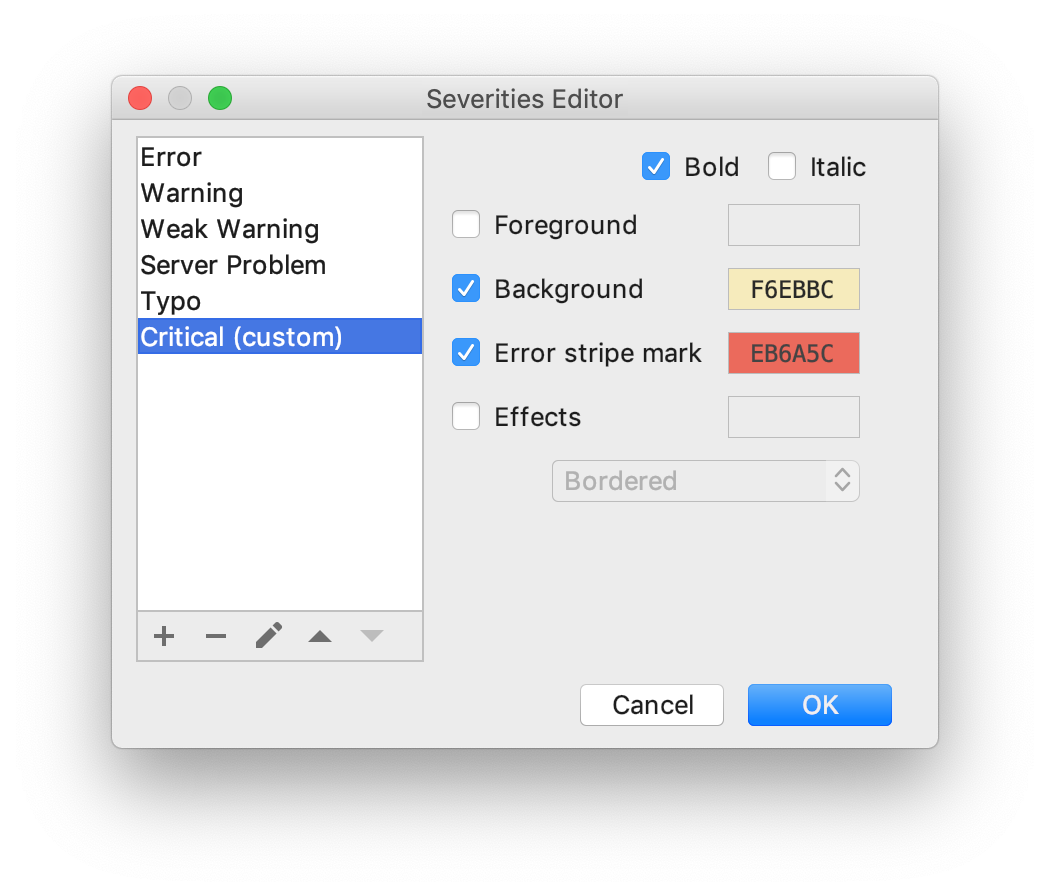 Severities Editor
Error
Warning
Weak Warning
Server Problem
Typo
Critical (custom)
Bold Italic
Foreground
Background F6EBBC
Error stripe mark EB6A5C
Effects
Bordered
Cancel OK